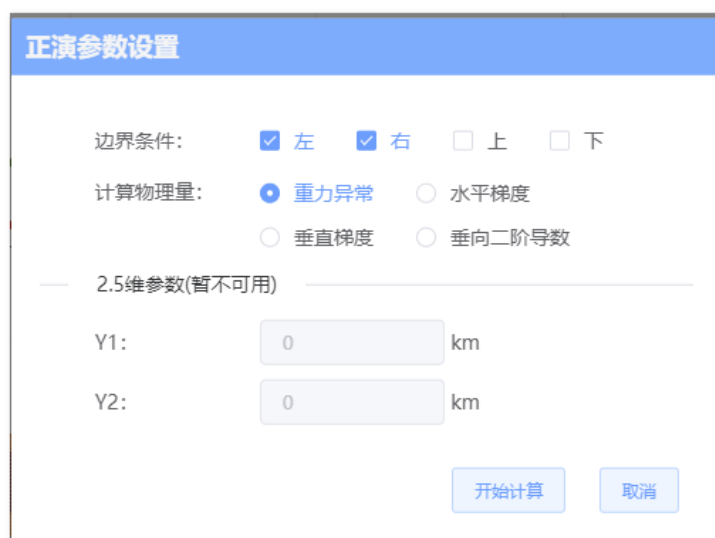 正演参数设置
边界条件: 左 右 上 下
计算物理量: 重力异常 水平梯度
垂直梯度 垂向二阶导数
2.5维参数(暂不可用)
Y1: 0 km
Y2: 0 km
开始计算 取消